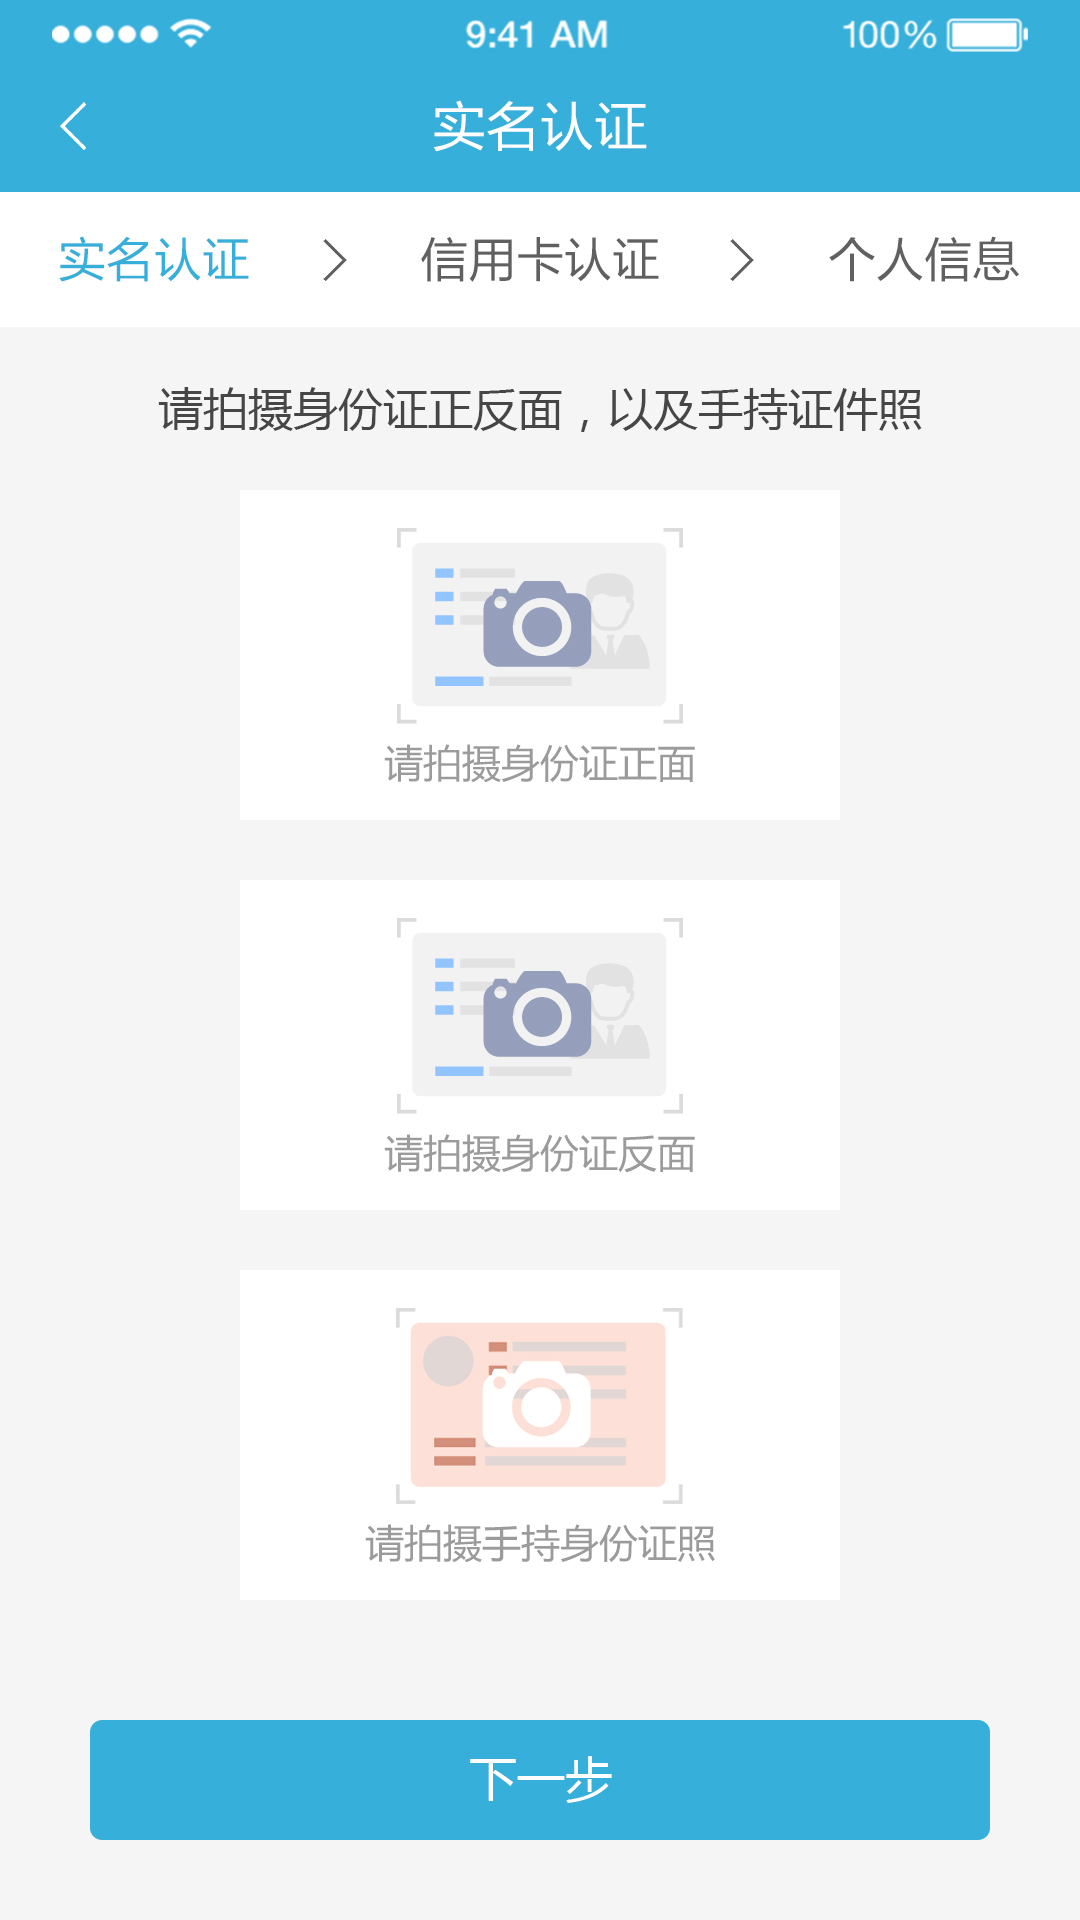 9:41 AM 100%
实名认证
实名认证 > 信用卡认证 > 个人信息
请拍摄身份证正反面，以及手持证件照
请拍摄身份证正面
请拍摄身份证反面
请拍摄手持身份证照
下一步